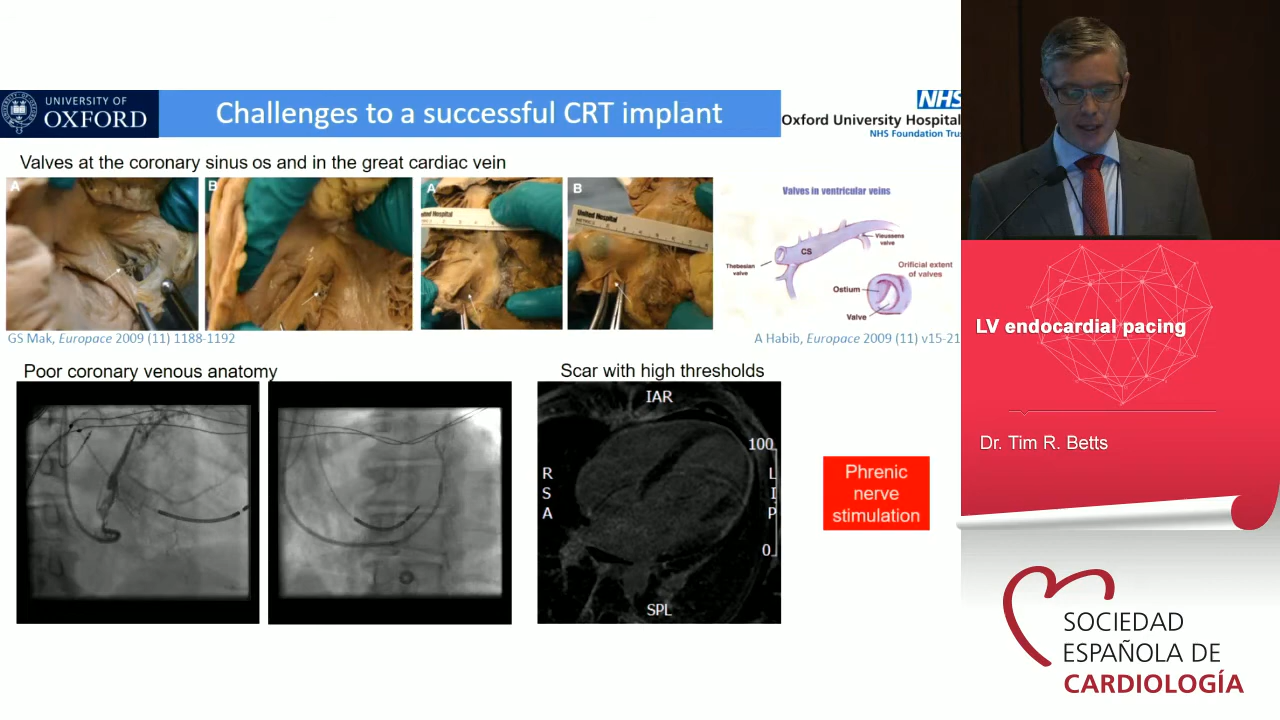 UNIVERSITY OF
OXFORD
Challenges to a successful CRT implant
NHS
Oxford University Hospital
NHS Foundation Trus
Valves at the coronary sinus os and in the great cardiac vein
A
B
A
B
United Hospital
Valves in ventricular veins
CS
Vieussens
valve
Thebesian
valve
Orificial extent
of valves
Ostium
Valve
GS Mak, Europace 2009 (11) 1188-1192
A Habib, Europace 2009 (11) v15-21
Poor coronary venous anatomy
Scar with high thresholds
IAR
100
R
S
A
L
I
P
0
SPL
Phrenic
nerve
stimulation
LV endocardial pacing
Dr. Tim R. Betts
SOCIEDAD
ESPAÑOLA DE
CARDIOLOGÍA